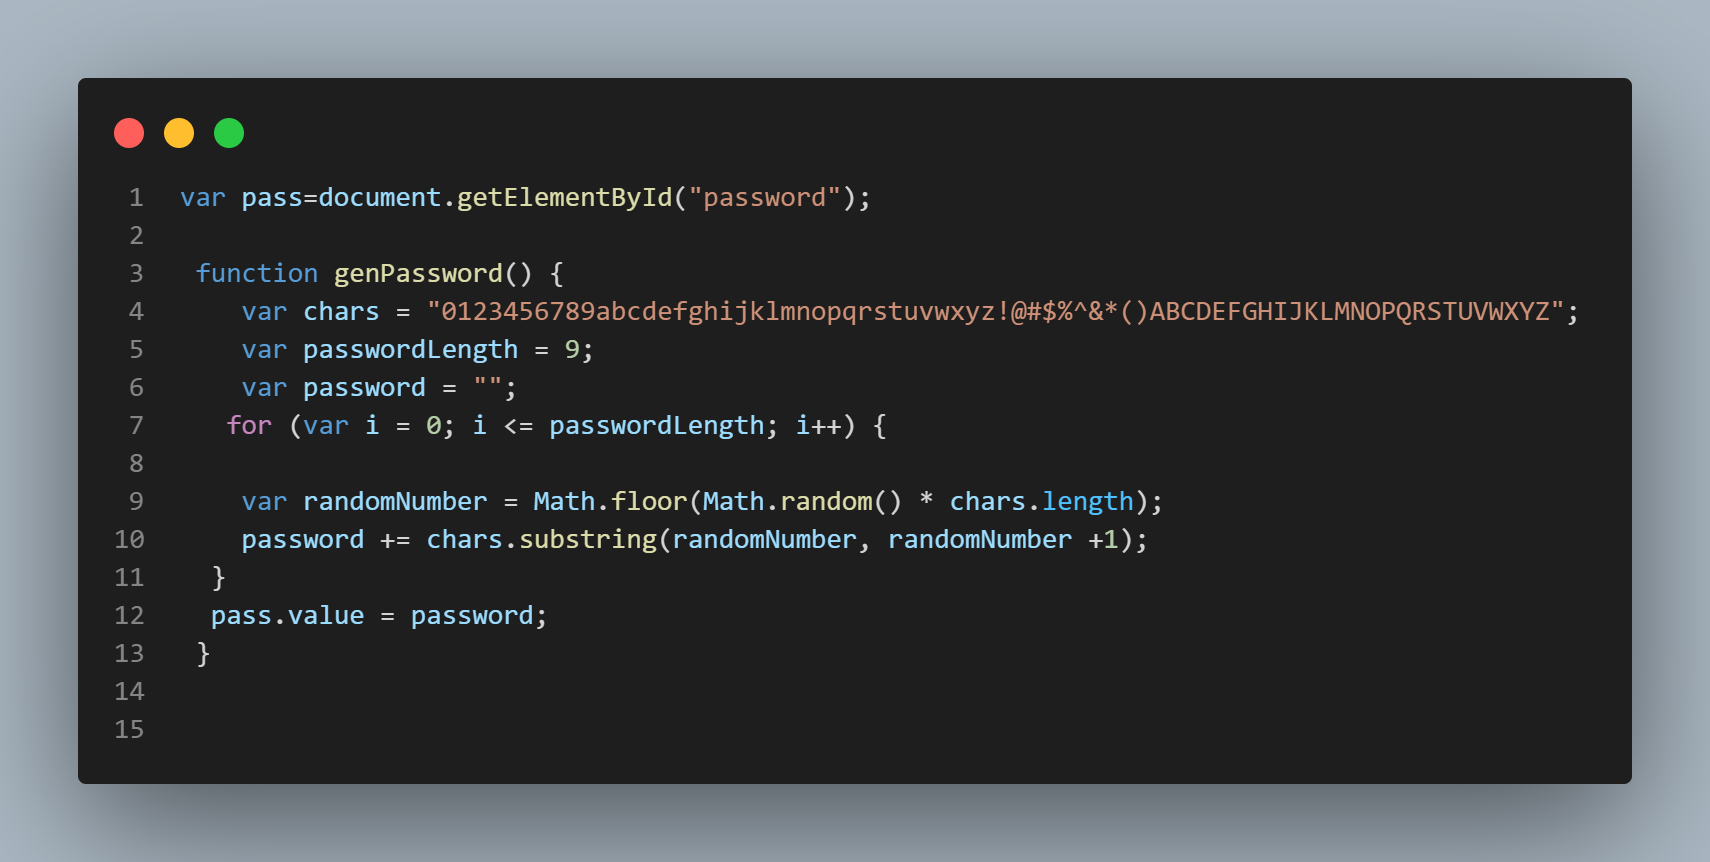 1 var pass=document.getElementById("password");
2
3 function genPassword() {
4 var chars = "0123456789abcdefghijklmnopqrstuvwxyz!@#$%^&*()ABCDEFGHIJKLMNOPQRSTUVWXYZ";
5 var passwordLength = 9;
6 var password = "";
7 for (var i = 0; i <= passwordLength; i++) {
8
9 var randomNumber = Math.floor(Math.random() * chars.length);
10 password += chars.substring(randomNumber, randomNumber +1);
11 }
12 pass.value = password;
13 }
14
15